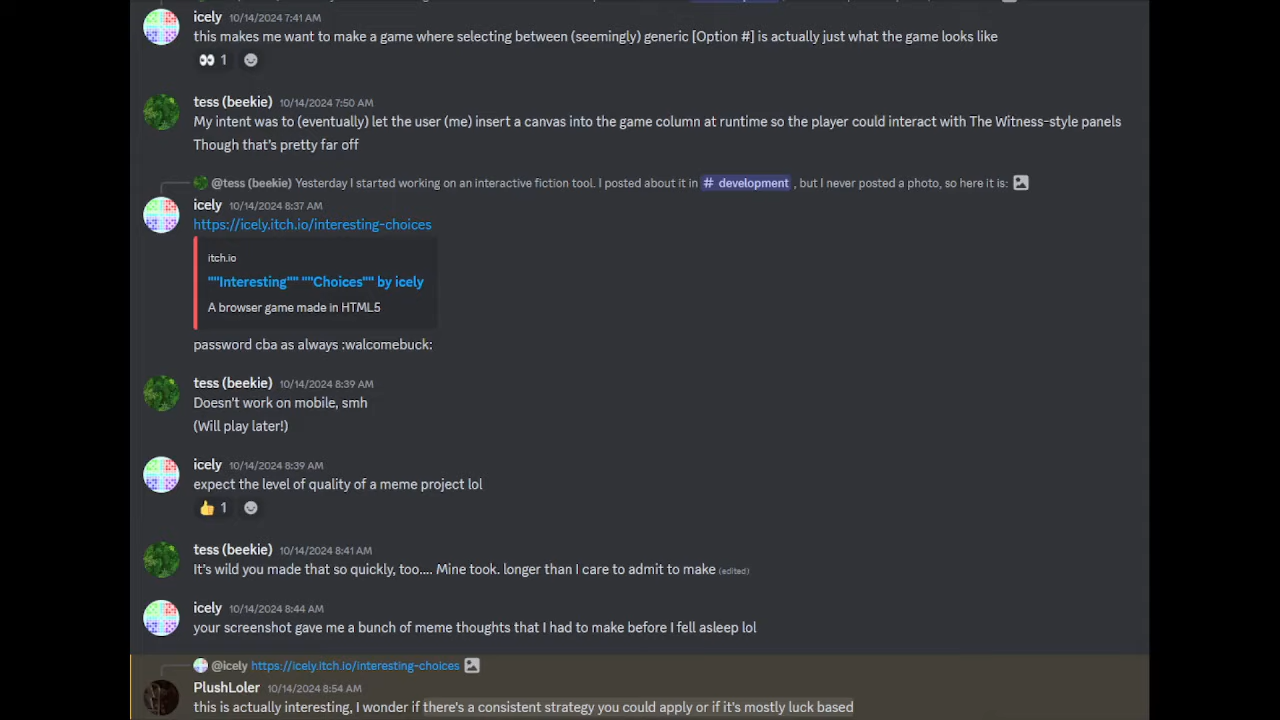 icely 10/14/2024 7:41 AM
this makes me want to make a game where selecting between (seemingly) generic [Option #] is actually just what the game looks like
👀 1
tess (beekie) 10/14/2024 7:50 AM
My intent was to (eventually) let the user (me) insert a canvas into the game column at runtime so the player could interact with The Witness-style panels
Though that's pretty far off
@tess (beekie) Yesterday I started working on an interactive fiction tool. I posted about it in # development , but I never posted a photo, so here it is:
icely 10/14/2024 8:37 AM
https://icely.itch.io/interesting-choices
itch.io
""Interesting"" ""Choices"" by icely
A browser game made in HTML5
password cba as always :walcomebuck:
tess (beekie) 10/14/2024 8:39 AM
Doesn't work on mobile, smh
(Will play later!)
icely 10/14/2024 8:39 AM
expect the level of quality of a meme project lol
👍 1
tess (beekie) 10/14/2024 8:41 AM
It's wild you made that so quickly, too.... Mine took. longer than I care to admit to make (edited)
icely 10/14/2024 8:44 AM
your screenshot gave me a bunch of meme thoughts that I had to make before I fell asleep lol
@icely https://icely.itch.io/interesting-choices
PlushLoler 10/14/2024 8:54 AM
this is actually interesting, I wonder if there's a consistent strategy you could apply or if it's mostly luck based